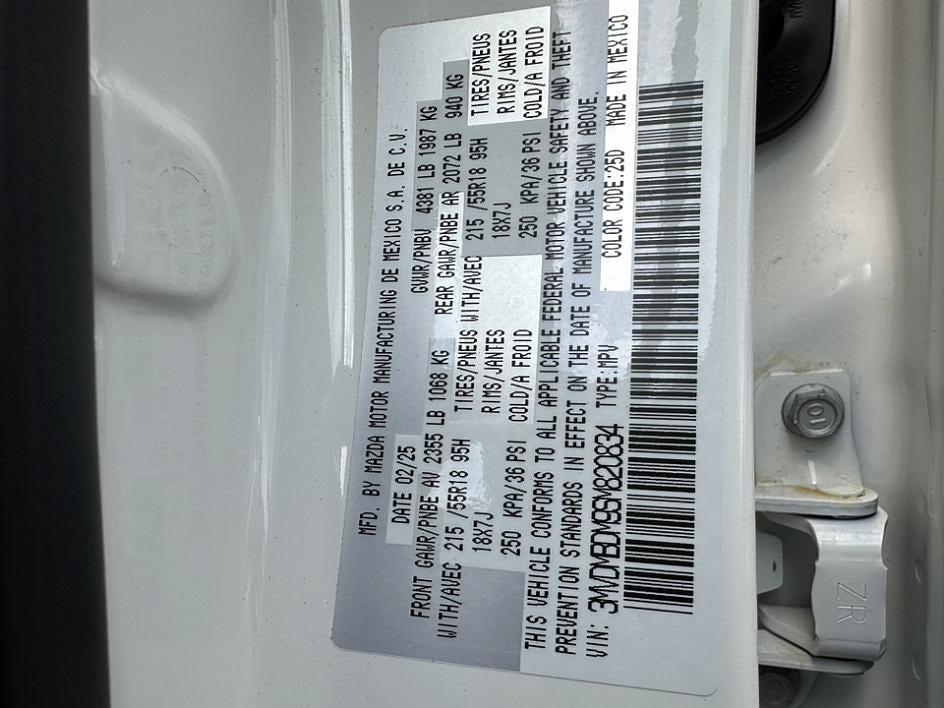 MFD. BY MAZDA MOTOR MANUFACTURING DE MEXICO S.A. DE C.V.
DATE 02/25 GVWR/PNBV 4381 LB 1987 KG
FRONT GAWR/PNBE AV 2355 LB 1068 KG REAR GAWR/PNBE AR 2072 LB 940 KG
WITH/AVEC 215 /55R18 95H TIRES/PNEUS WITH/AVEC 215 /55R18 95H TIRES/PNEUS
18X7J RIMS/JANTES 18X7J RIMS/JANTES
250 KPA/36 PSI COLD/A FROID 250 KPA/36 PSI COLD/A FROID
THIS VEHICLE CONFORMS TO ALL APPLICABLE FEDERAL MOTOR VEHICLE SAFETY AND THEFT
PREVENTION STANDARDS IN EFFECT ON THE DATE OF MANUFACTURE SHOWN ABOVE.
VIN: 3MVDMBDM9SM820834 TYPE:MPV COLOR CODE:25D MADE IN MEXICO
ZR